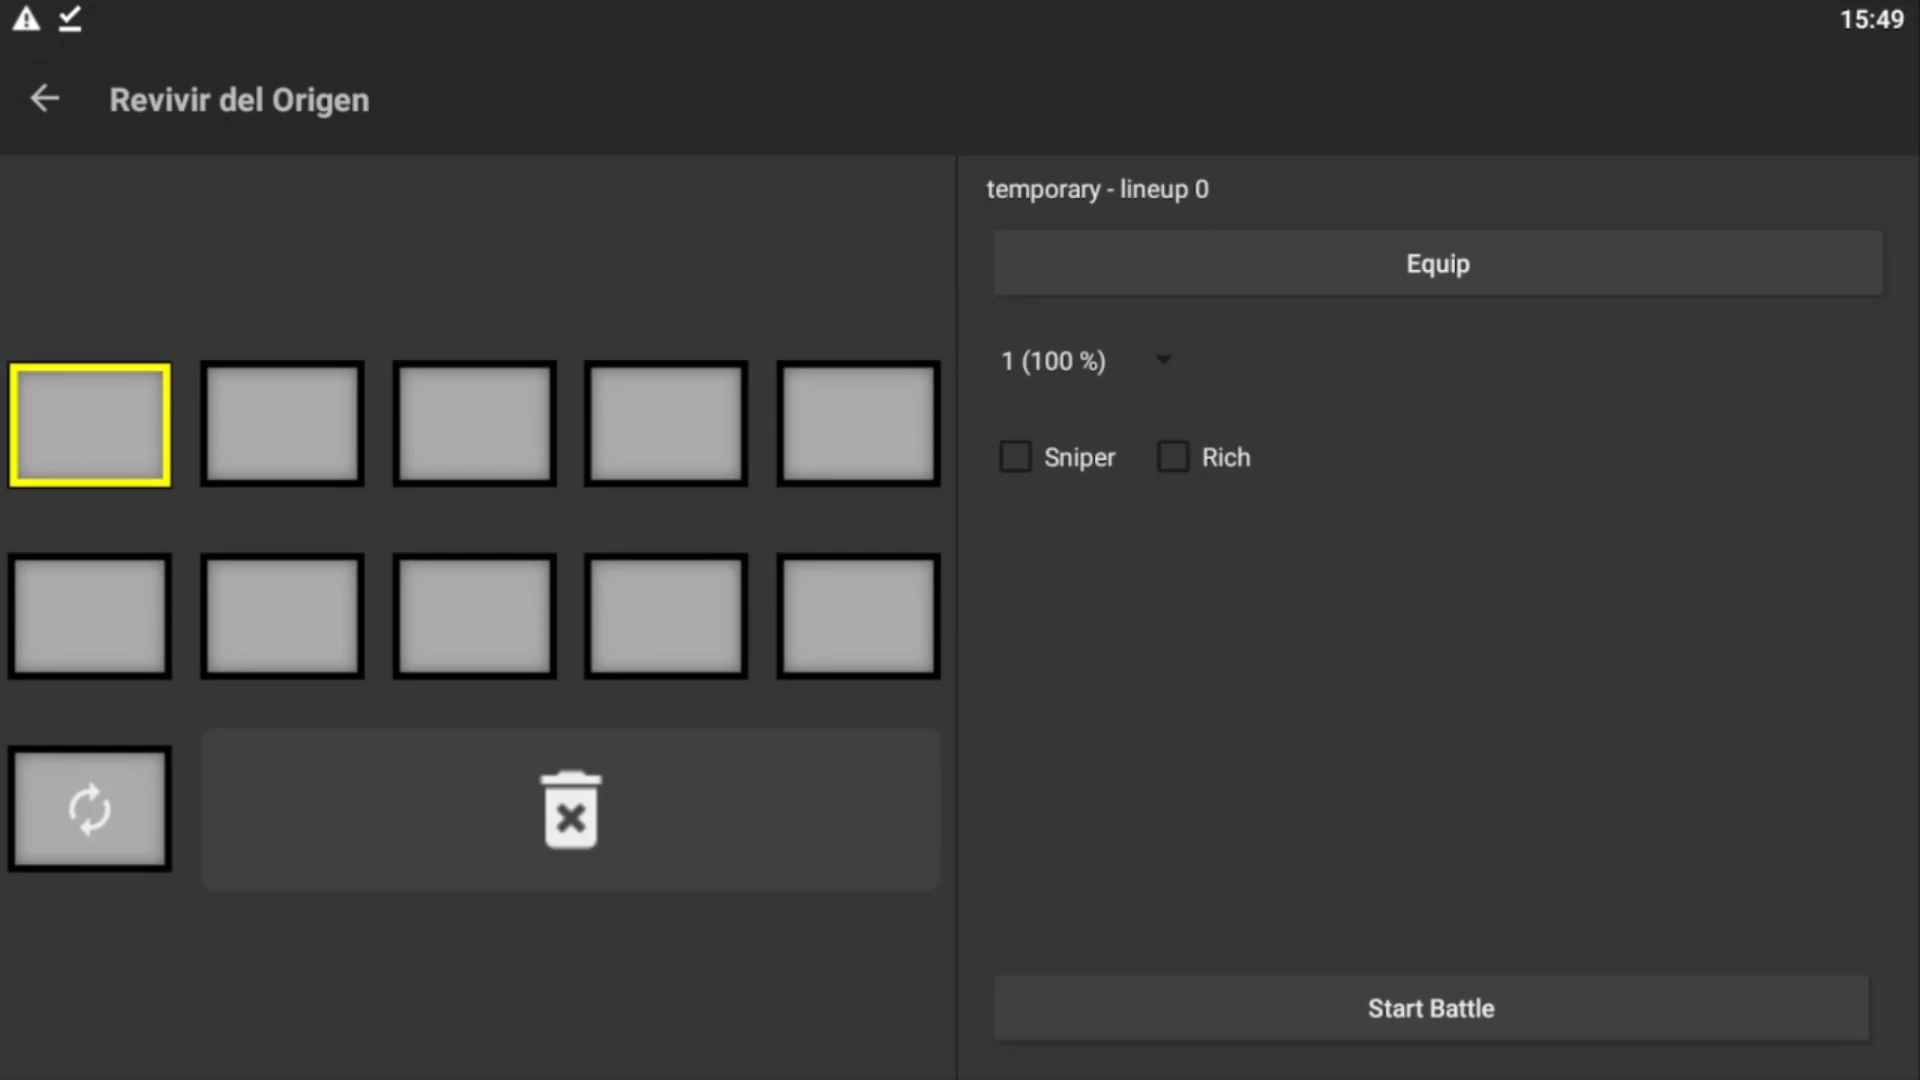 15:49
Revivir del Origen
temporary - lineup 0
Equip
1 (100 %)
Sniper
Rich
Start Battle